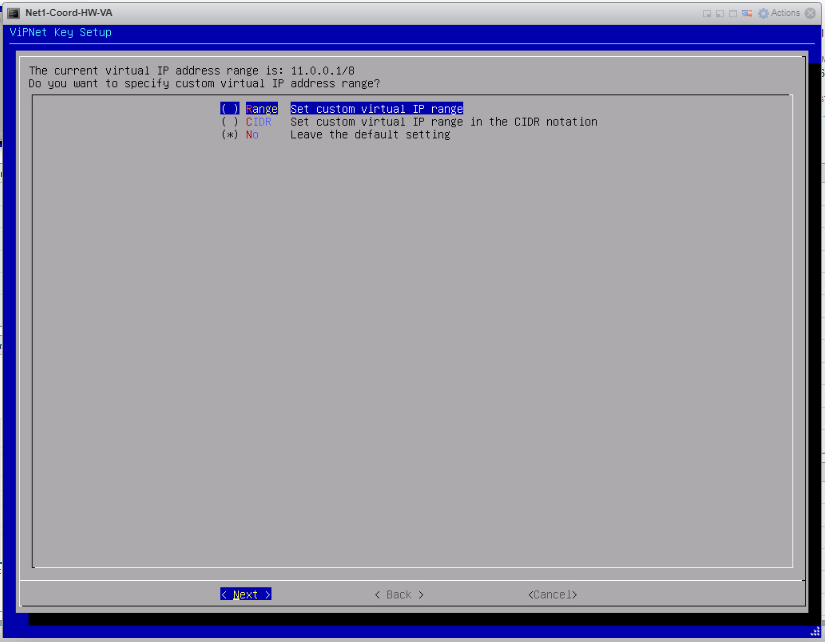 Net1-Coord-HW-VA Actions
ViPNet Key Setup
The current virtual IP address range is: 11.0.0.1/8
Do you want to specify custom virtual IP address range?
( ) Range Set custom virtual IP range
( ) CIDR Set custom virtual IP range in the CIDR notation
(*) No Leave the default setting
< Next > < Back > <Cancel>